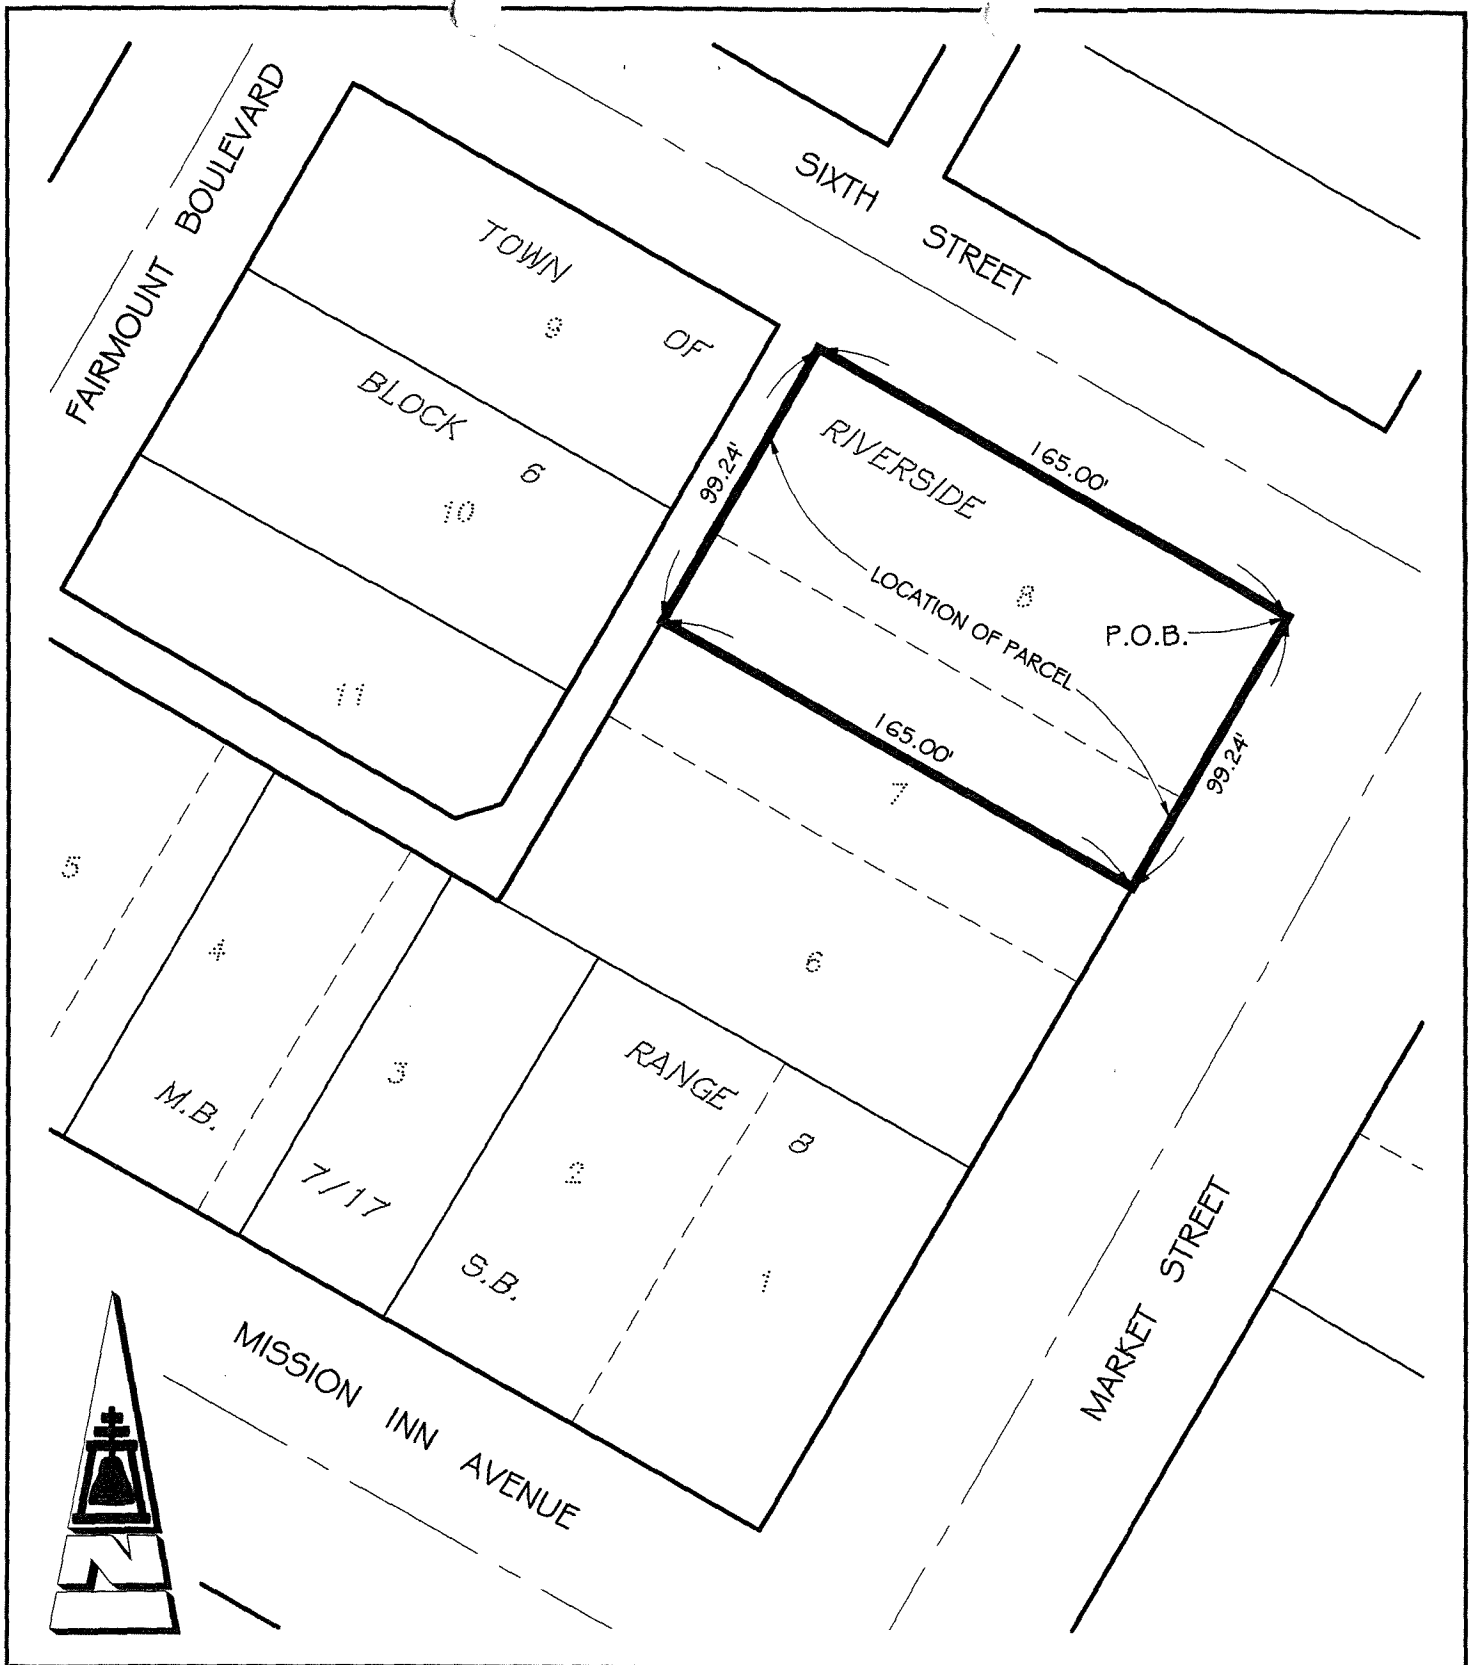 FAIRMOUNT BOULEVARD
SIXTH STREET
TOWN OF
9
RIVERSIDE
BLOCK 6
10
11
99.24'
165.00'
8
LOCATION OF PARCEL
P.O.B.
165.00'
99.24'
7
6
5
4
3
2
1
RANGE 8
M.B. 7/17 S.B.
MISSION INN AVENUE
MARKET STREET
N